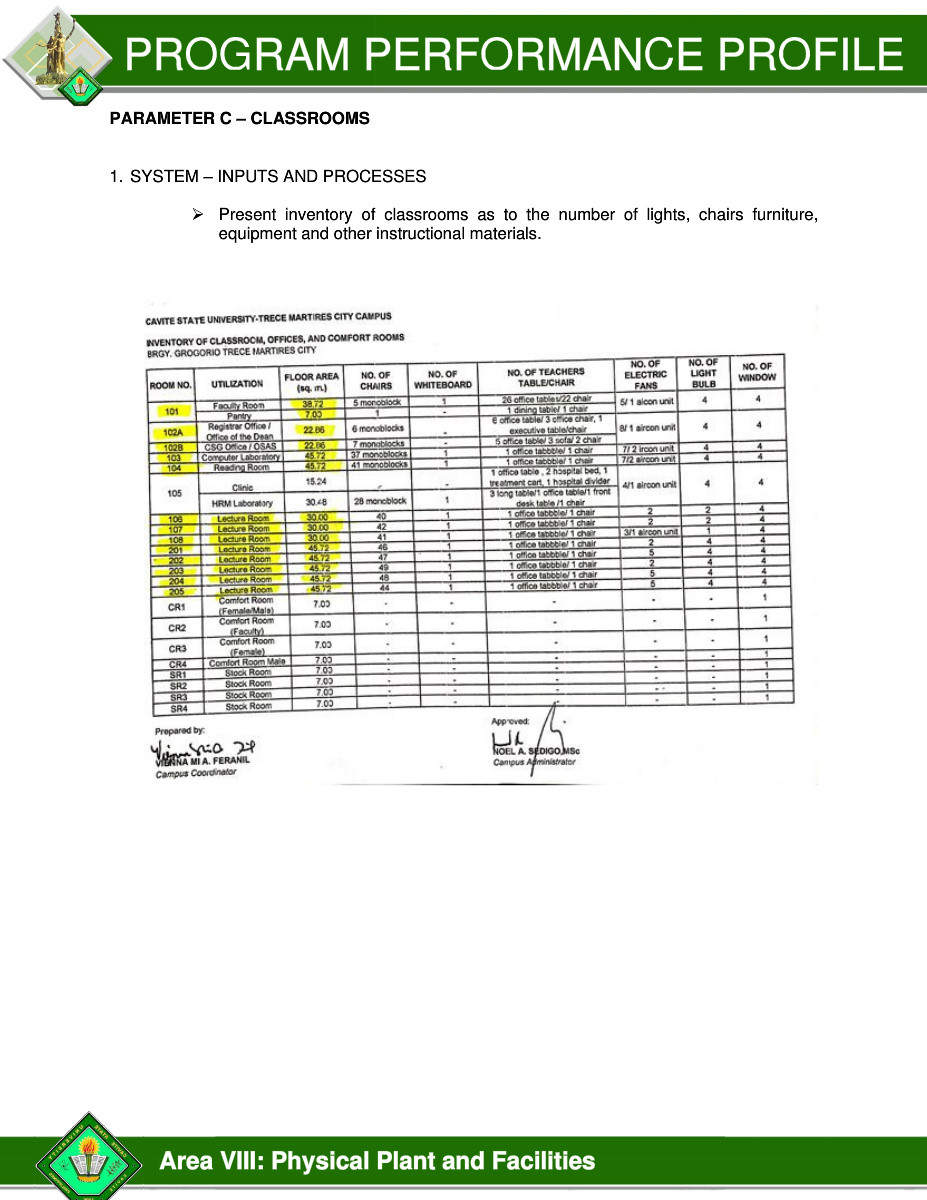 PROGRAM PERFORMANCE PROFILE
PARAMETER C – CLASSROOMS
1. SYSTEM – INPUTS AND PROCESSES
➢ Present inventory of classrooms as to the number of lights, chairs furniture,
equipment and other instructional materials.
CAVITE STATE UNIVERSITY-TRECE MARTIRES CITY CAMPUS
INVENTORY OF CLASSROOM, OFFICES, AND COMFORT ROOMS
BRGY. GROGORIO TRECE MARTIRES CITY
ROOM NO. UTILIZATION FLOOR AREA (sq. m.) NO. OF CHAIRS NO. OF WHITEBOARD NO. OF TEACHERS TABLE/CHAIR NO. OF ELECTRIC FANS NO. OF LIGHT BULB NO. OF WINDOW
101 Faculty Room 38.72 5 monoblock 1 26 office tables/22 chair 5/ 1 aicon unit 4 4
Pantry 7.00 1 - 1 dining table/ 1 chair
102A Registrar Office / Office of the Dean 22.86 6 monoblocks - 6 office table/ 3 office chair, 1 executive table/chair 8/ 1 aircon unit 4 4
102B CSG Office / OSAS 22.86 7 monoblocks - 5 office table/ 3 sofa/ 2 chair
103 Computer Laboratory 45.72 37 monoblocks 1 1 office tabbble/ 1 chair 7/ 2 ircon unit 4 4
104 Reading Room 45.72 41 monoblocks 1 1 office tabbble/ 1 chair 7/2 aircon unit 4 4
105 Clinic 15.24 - - 1 office table , 2 hospital bed, 1 treatment cart, 1 hospital divider 4/1 aircon unit 4 4
HRM Laboratory 30.48 28 monoblock 1 3 long table/1 office table/1 front desk table /1 chair
106 Lecture Room 30.00 40 1 1 office tabbble/ 1 chair 2 2 4
107 Lecture Room 30.00 42 1 1 office tabbble/ 1 chair 2 2 4
108 Lecture Room 30.00 41 1 1 office tabbble/ 1 chair 3/1 aircon unit 1 4
201 Lecture Room 45.72 46 1 1 office tabbble/ 1 chair 2 4 4
202 Lecture Room 45.72 47 1 1 office tabbble/ 1 chair 5 4 4
203 Lecture Room 45.72 49 1 1 office tabbble/ 1 chair 2 4 4
204 Lecture Room 45.72 48 1 1 office tabbble/ 1 chair 5 4 4
205 Lecture Room 45.72 44 1 1 office tabbble/ 1 chair 5 4 4
CR1 Comfort Room (Female/Male) 7.00 - - - - - 1
CR2 Comfort Room (Faculty) 7.00 - - - - - 1
CR3 Comfort Room (Female) 7.00 - - - - - 1
CR4 Comfort Room Male 7.00 - - - - - 1
SR1 Stock Room 7.00 - - - - - 1
SR2 Stock Room 7.00 - - - - - 1
SR3 Stock Room 7.00 - - - - - 1
SR4 Stock Room 7.00 - - - - - 1
Prepared by:
VIENNA MI A. FERANIL
Campus Coordinator
Approved:
NOEL A. SEDIGO,MSc
Campus Administrator
Area VIII: Physical Plant and Facilities